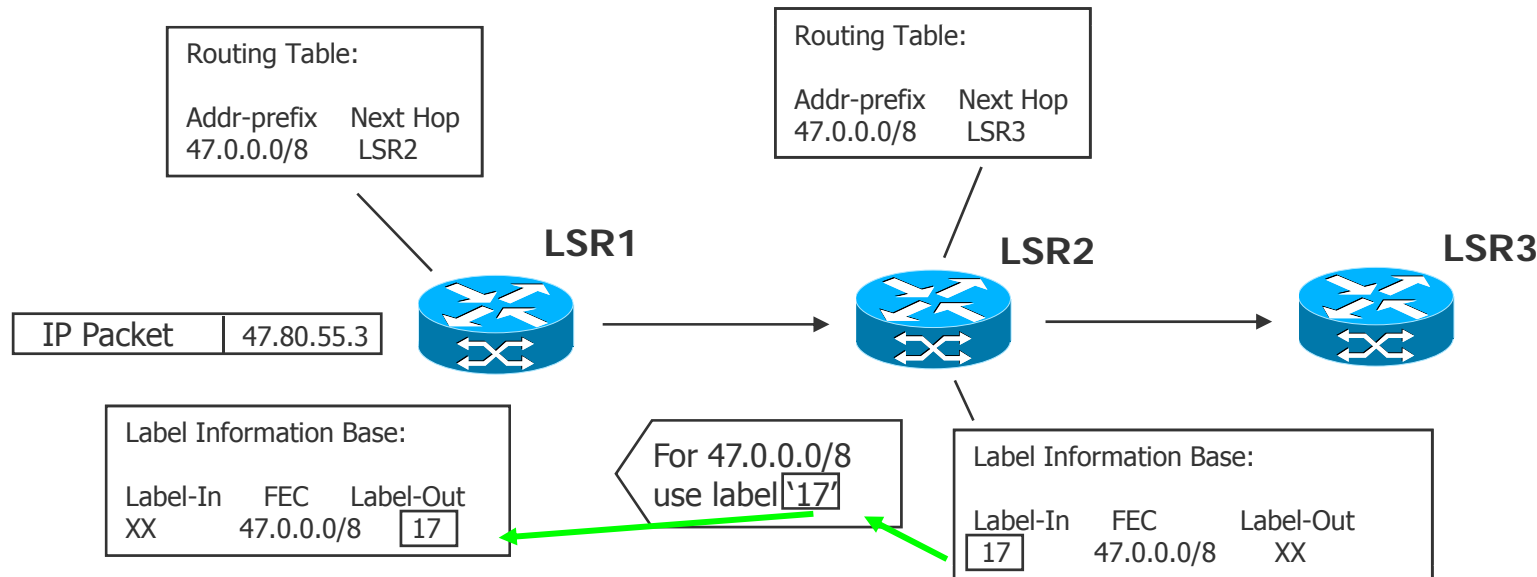 Routing Table:
Addr-prefix Next Hop
47.0.0.0/8 LSR2
Routing Table:
Addr-prefix Next Hop
47.0.0.0/8 LSR3
LSR1
LSR2
LSR3
IP Packet 47.80.55.3
Label Information Base:
Label-In FEC Label-Out
XX 47.0.0.0/8 17
For 47.0.0.0/8
use label ‘17’
Label Information Base:
Label-In FEC Label-Out
17 47.0.0.0/8 XX